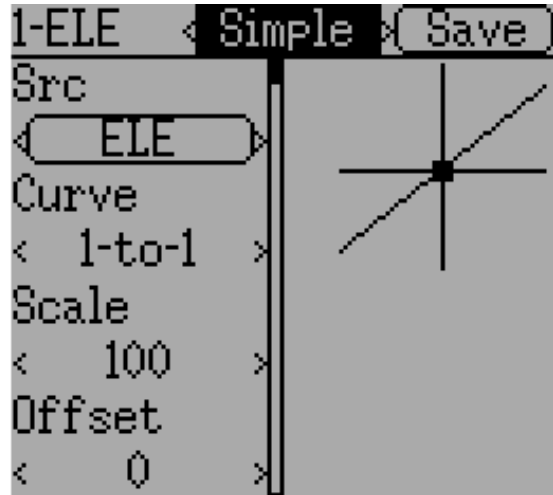 1-ELE < Simple > Save
Src
ELE
Curve
< 1-to-1 >
Scale
< 100 >
Offset
< 0 >